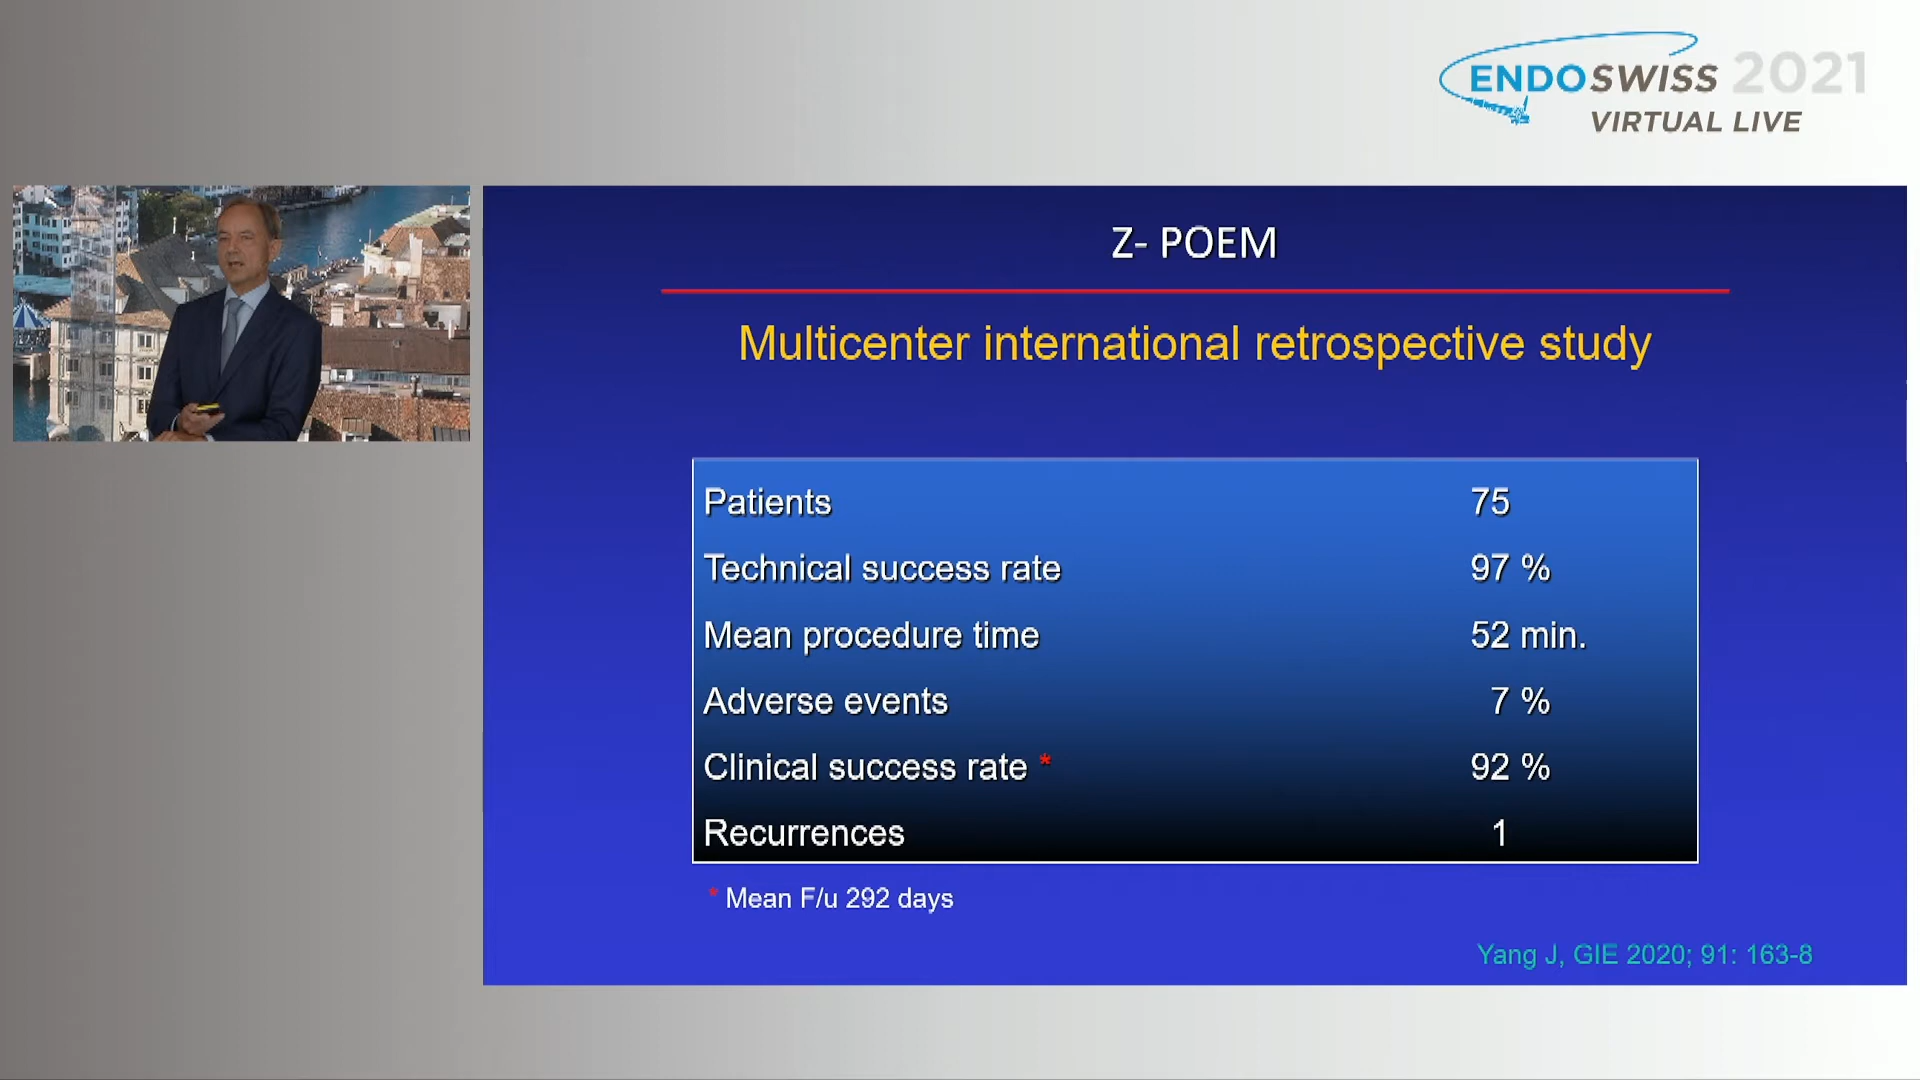 ENDOSWISS 2021
VIRTUAL LIVE
Z- POEM
Multicenter international retrospective study
Patients 75
Technical success rate 97 %
Mean procedure time 52 min.
Adverse events 7 %
Clinical success rate * 92 %
Recurrences 1
* Mean F/u 292 days
Yang J, GIE 2020; 91: 163-8